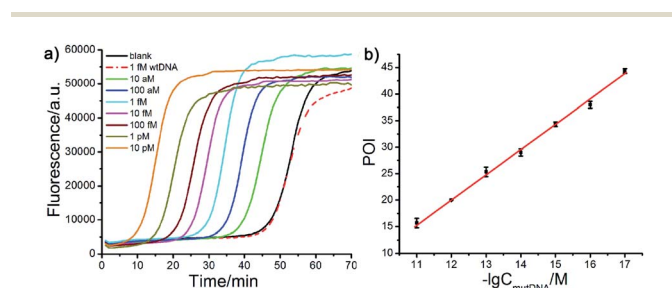 a)
60000
50000
40000
30000
20000
10000
0
Fluorescence/a.u.
blank
1 fM wtDNA
10 aM
100 aM
1 fM
10 fM
100 fM
1 pM
10 pM
0 10 20 30 40 50 60 70
Time/min
b)
45
40
35
30
25
20
15
10
POI
11 12 13 14 15 16 17
-lgC mutDNA/M